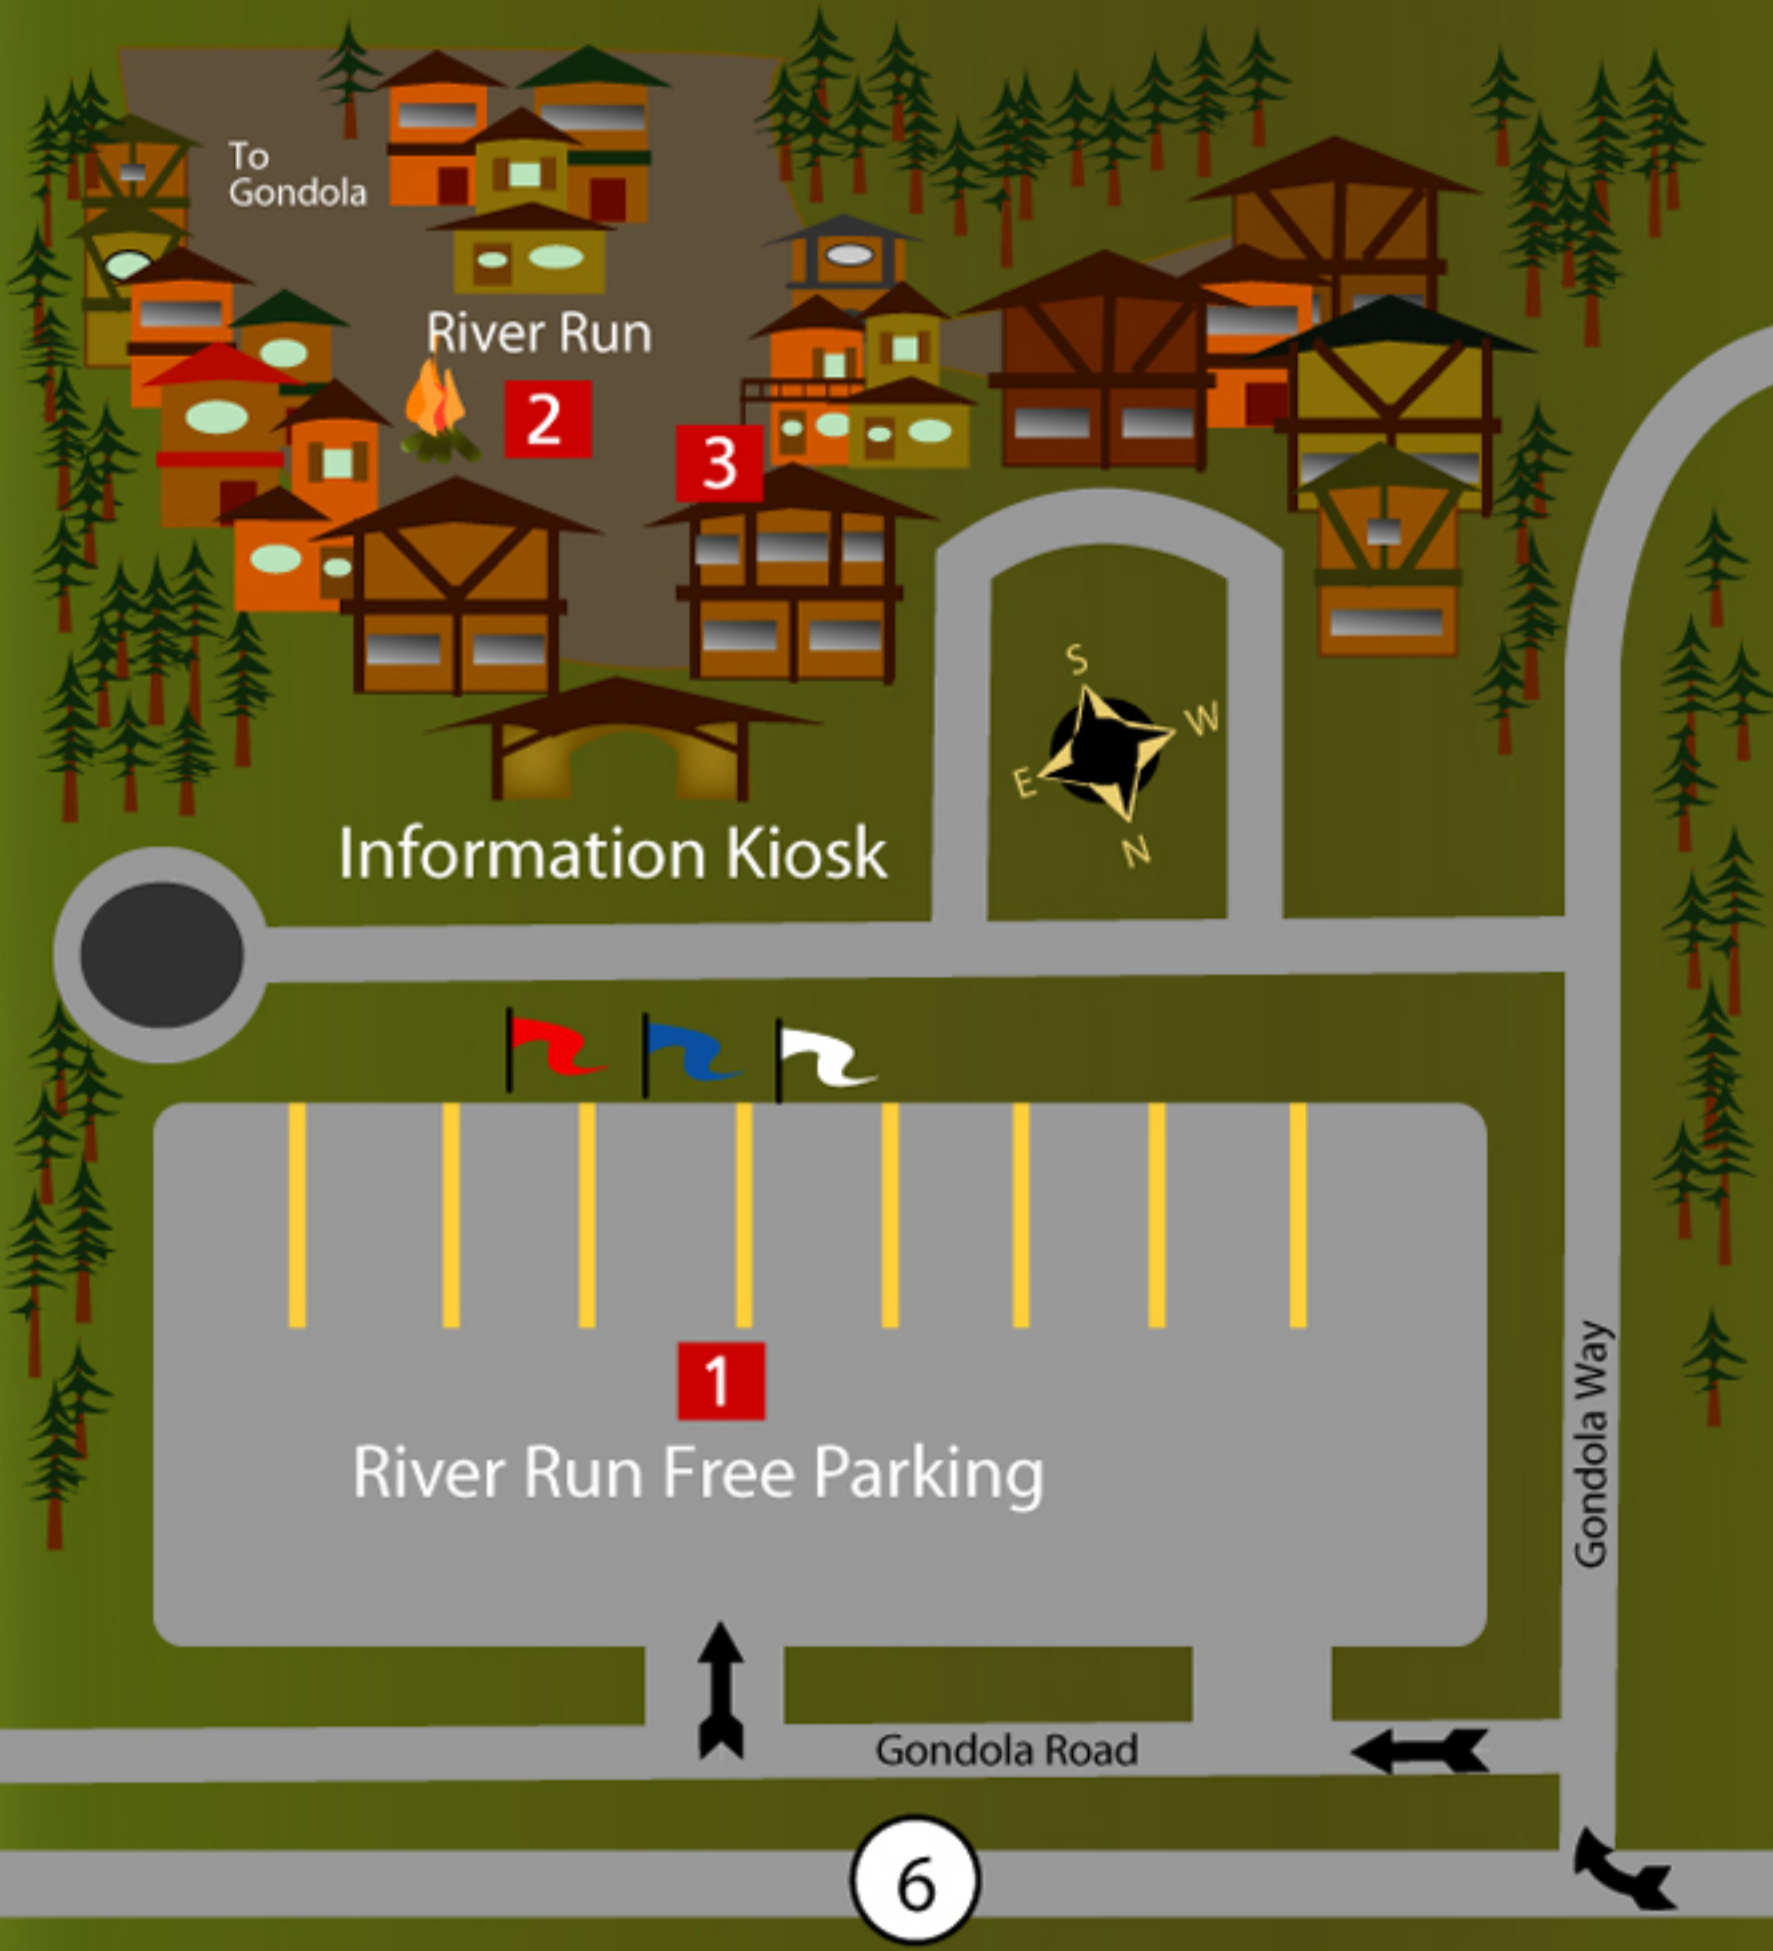 To
Gondola
River Run
2
3
S
W
E
N
Information Kiosk
1
River Run Free Parking
Gondola Way
Gondola Road
6